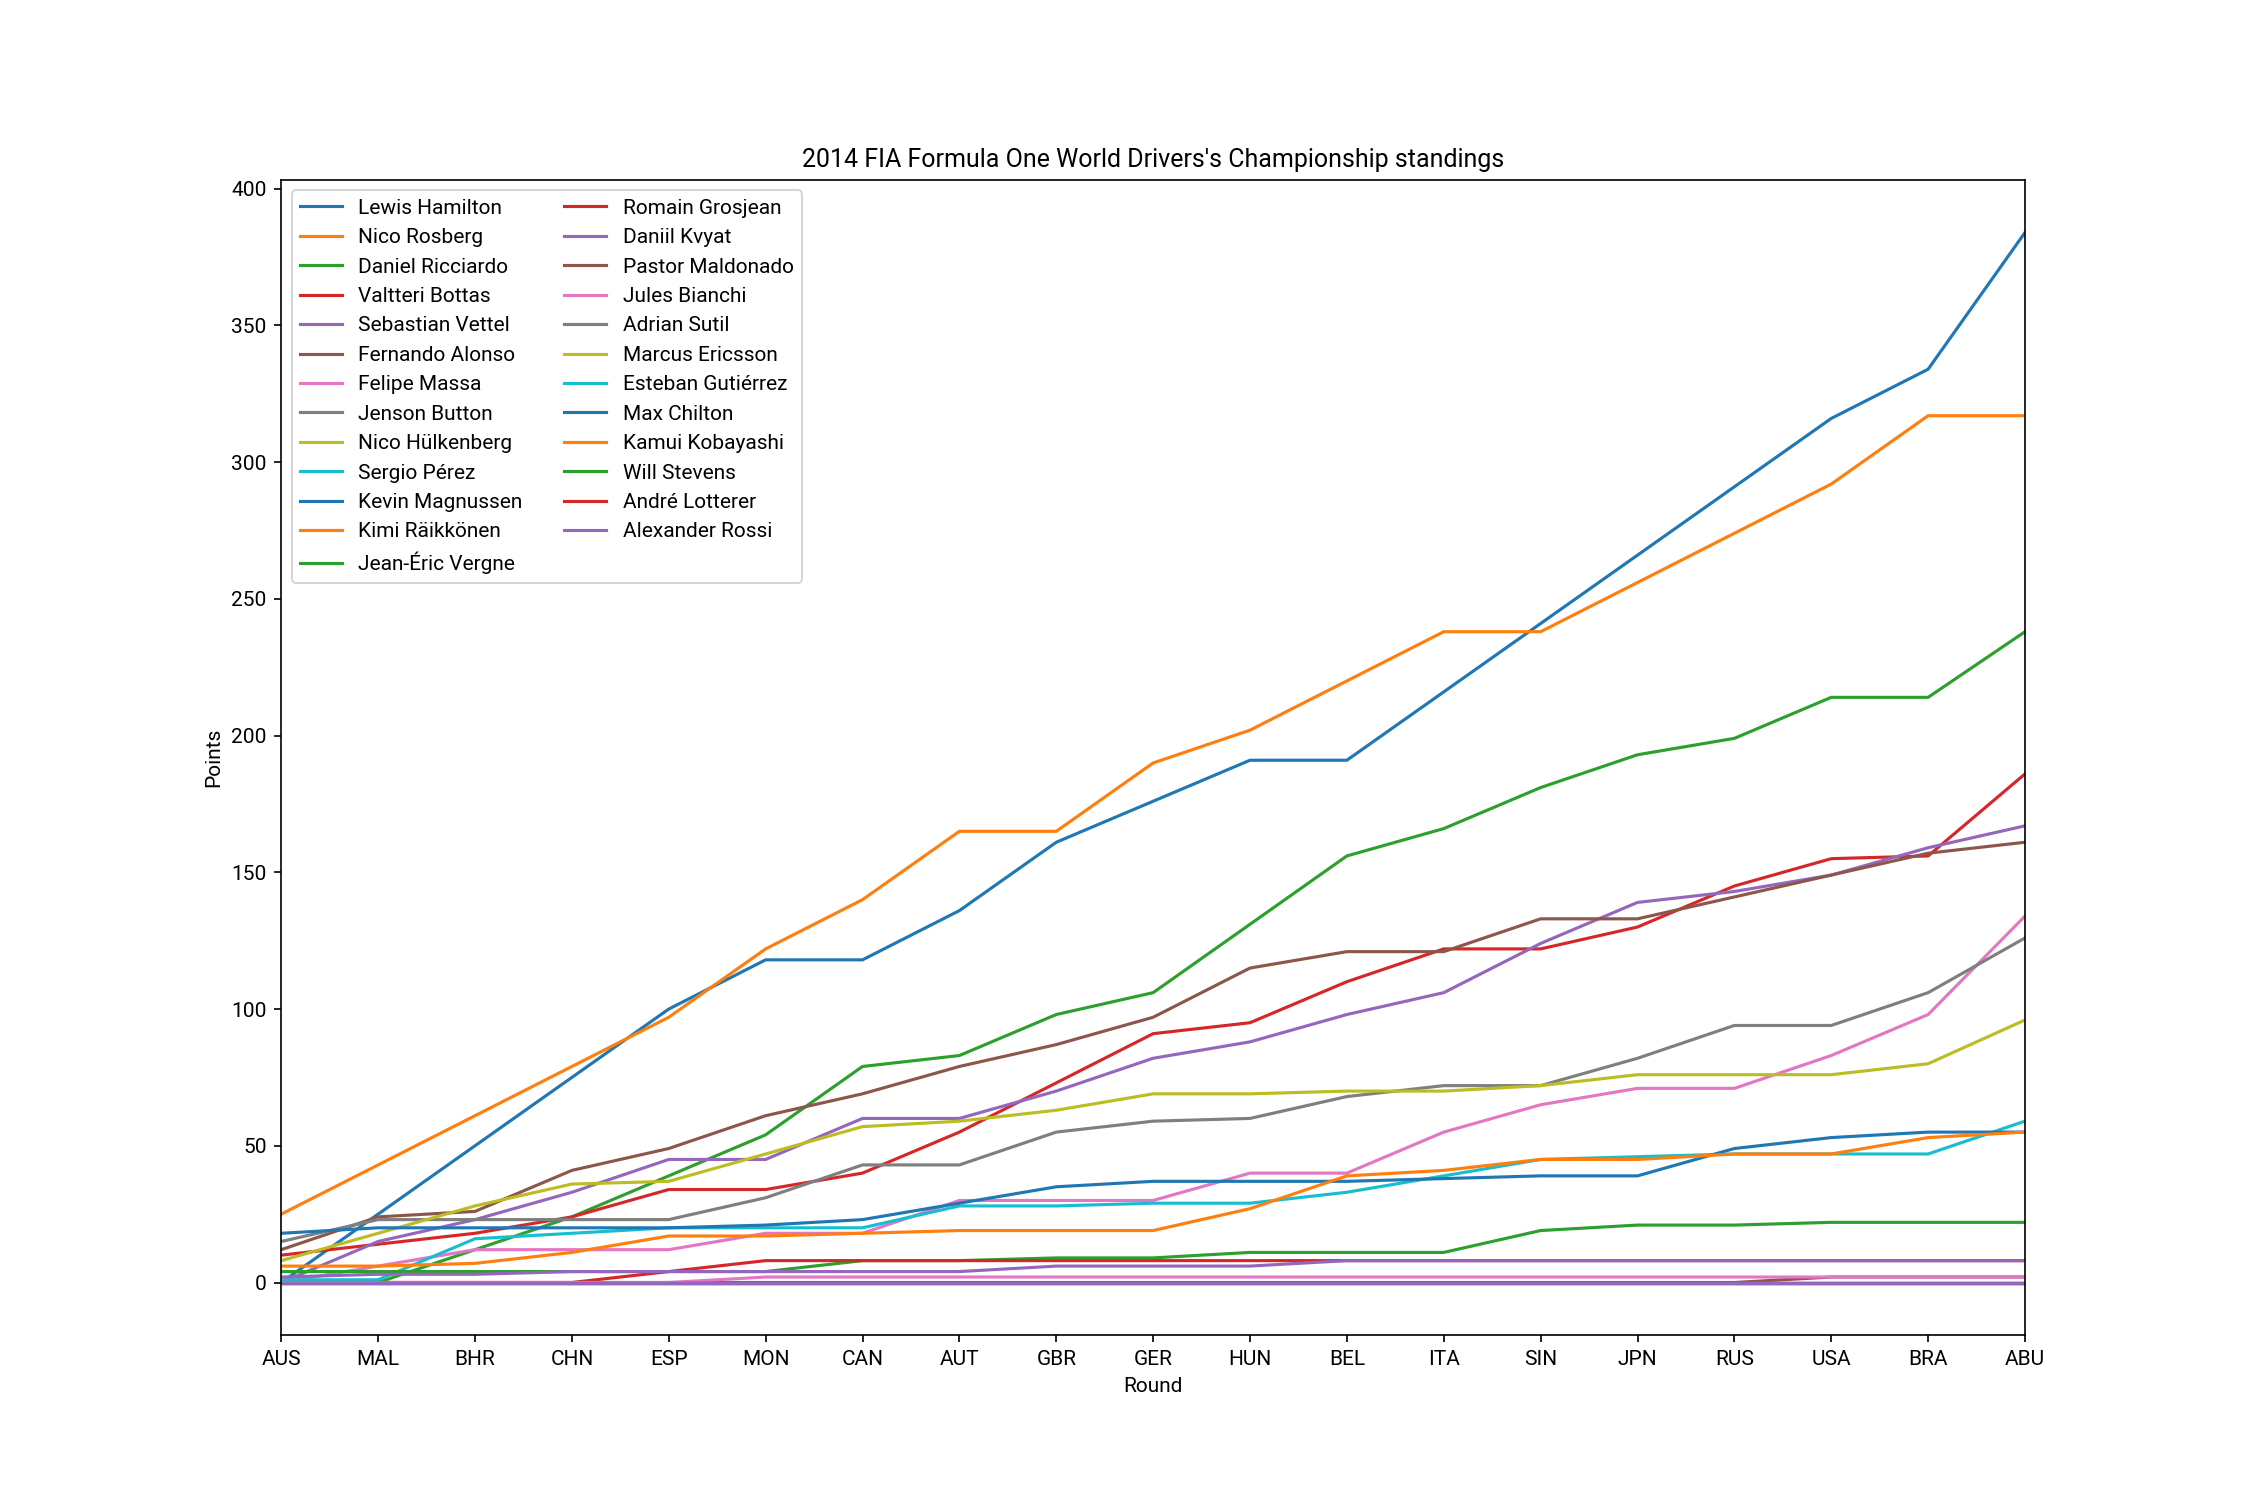 2014 FIA Formula One World Drivers's Championship standings
400
350
300
250
200
150
100
50
0
Points
Lewis Hamilton
Nico Rosberg
Daniel Ricciardo
Valtteri Bottas
Sebastian Vettel
Fernando Alonso
Felipe Massa
Jenson Button
Nico Hülkenberg
Sergio Pérez
Kevin Magnussen
Kimi Räikkönen
Jean-Éric Vergne
Romain Grosjean
Daniil Kvyat
Pastor Maldonado
Jules Bianchi
Adrian Sutil
Marcus Ericsson
Esteban Gutiérrez
Max Chilton
Kamui Kobayashi
Will Stevens
André Lotterer
Alexander Rossi
AUS MAL BHR CHN ESP MON CAN AUT GBR GER HUN BEL ITA SIN JPN RUS USA BRA ABU
Round